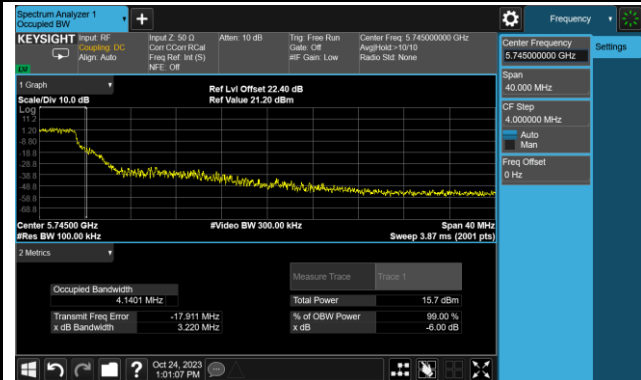 Spectrum Analyzer 1
Occupied BW
Frequency
KEYSIGHT
Input: RF
Coupling: DC
Align: Auto
Input Z: 50 Ω
Corr CCorr RCal
Freq Ref: Int (S)
NFE: Off
Atten: 10 dB
Trig: Free Run
Gate: Off
#IF Gain: Low
Center Freq: 5.745000000 GHz
Avg|Hold:>10/10
Radio Std: None
Center Frequency
5.745000000 GHz
Settings
Span
40.000 MHz
CF Step
4.000000 MHz
Auto
Man
Freq Offset
0 Hz
1 Graph
Scale/Div 10.0 dB
Ref Lvl Offset 22.40 dB
Ref Value 21.20 dBm
Log
11.2
1.20
-8.80
-18.8
-28.8
-38.8
-48.8
-58.8
-68.8
Center 5.74500 GHz
#Video BW 300.00 kHz
Span 40 MHz
#Res BW 100.00 kHz
Sweep 3.87 ms (2001 pts)
2 Metrics
Measure Trace
Trace 1
Occupied Bandwidth
4.1401 MHz
Total Power
15.7 dBm
Transmit Freq Error
-17.911 MHz
% of OBW Power
99.00 %
x dB Bandwidth
3.220 MHz
x dB
-6.00 dB
Oct 24, 2023
1:01:07 PM